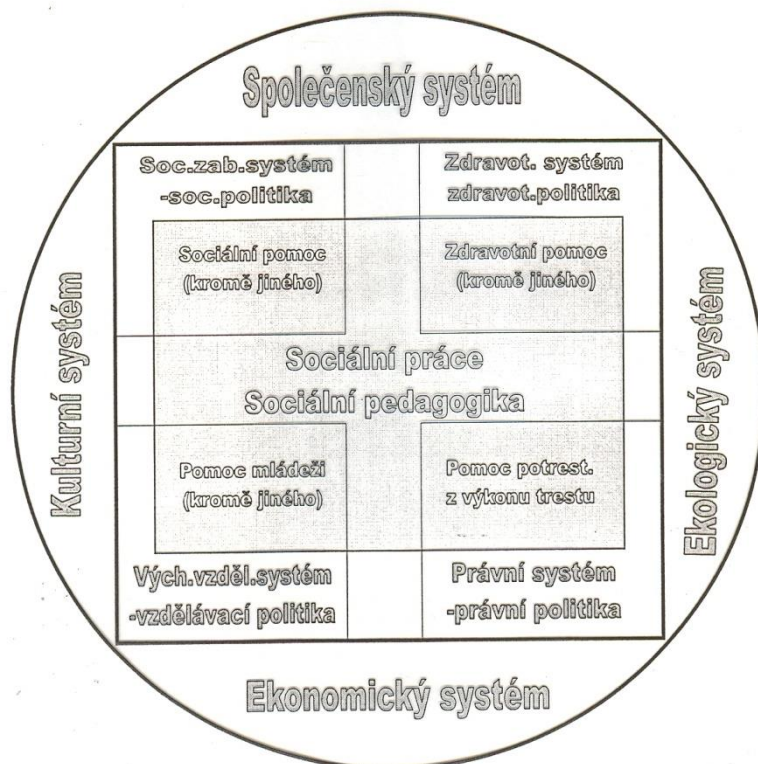 Společenský systém
Soc.zab.systém
-soc.politika
Zdravot. systém
zdravot.politika
Sociální pomoc
(kromě jiného)
Zdravotní pomoc
(kromě jiného)
Kulturní systém
Sociální práce
Sociální pedagogika
Ekologický systém
Pomoc mládeži
(kromě jiného)
Pomoc potrest.
z výkonu trestu
Vých.vzděl.systém
-vzdělávací politika
Právní systém
-právní politika
Ekonomický systém